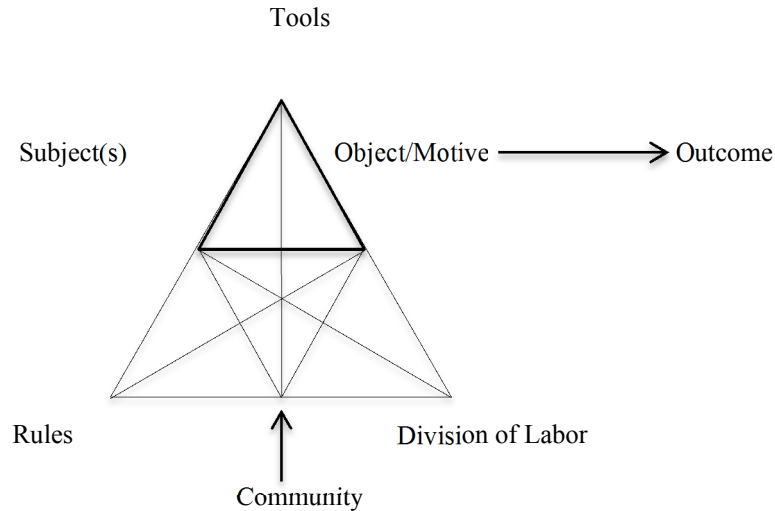 Tools
Subject(s) Object/Motive Outcome
Rules Division of Labor
Community